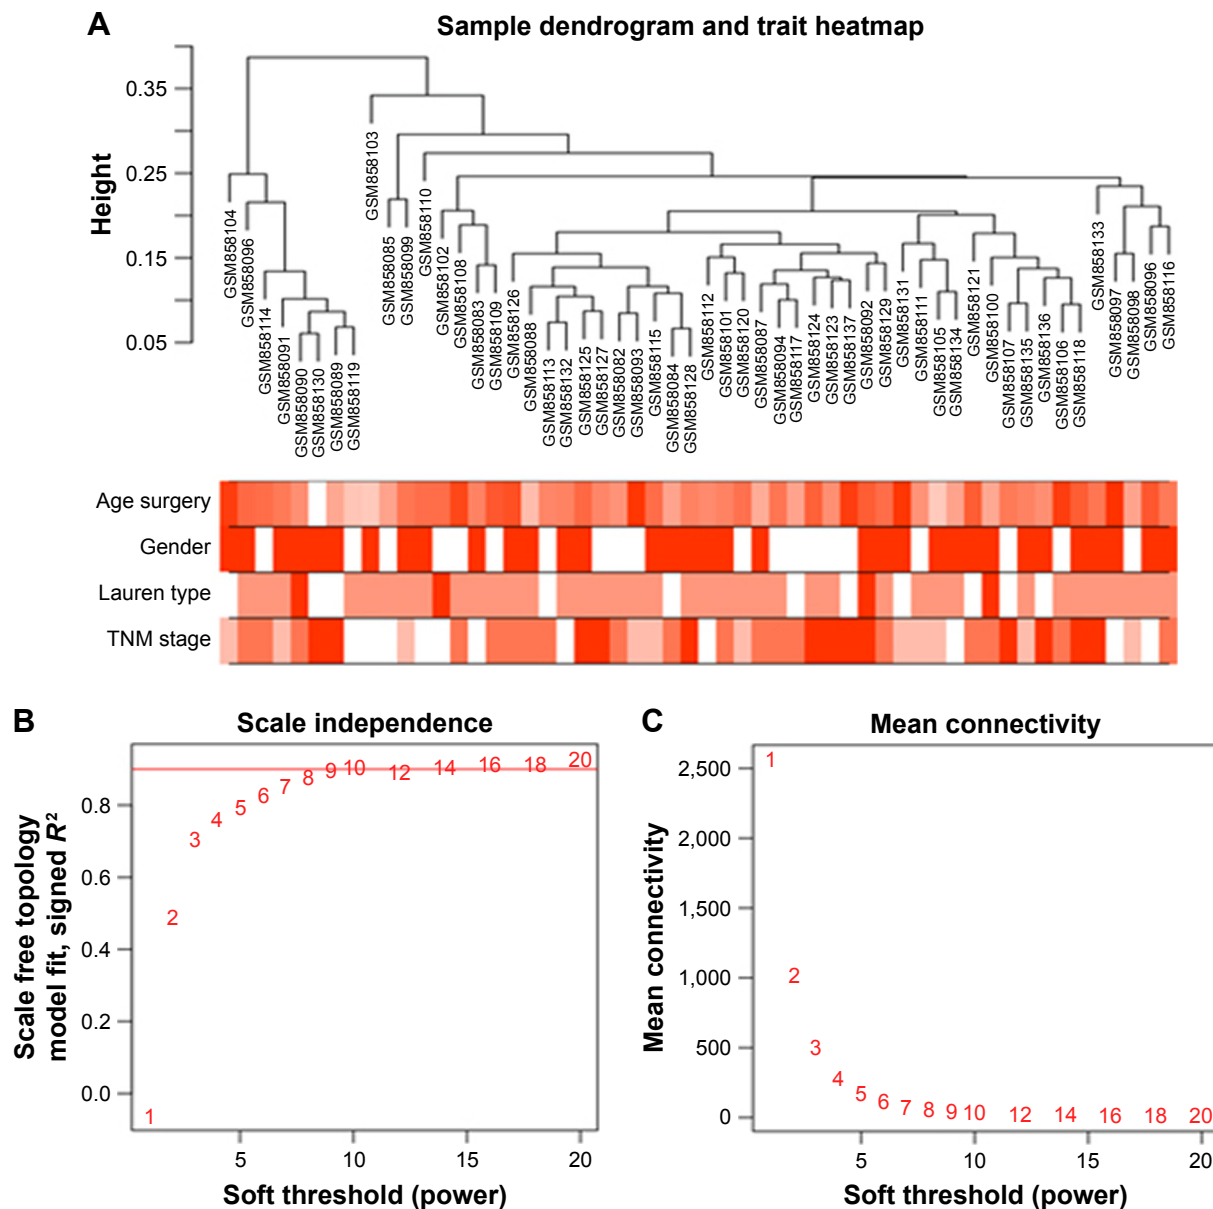 A
Sample dendrogram and trait heatmap
Height
0.35
0.25
0.15
0.05
GSM858104
GSM858096
GSM858114
GSM858091
GSM858090
GSM858130
GSM858089
GSM858119
GSM858103
GSM858085
GSM858099
GSM858110
GSM858102
GSM858108
GSM858083
GSM858109
GSM858126
GSM858088
GSM858113
GSM858132
GSM858125
GSM858127
GSM858082
GSM858093
GSM858115
GSM858084
GSM858128
GSM858112
GSM858101
GSM858120
GSM858087
GSM858094
GSM858117
GSM858124
GSM858123
GSM858137
GSM858092
GSM858129
GSM858131
GSM858111
GSM858105
GSM858134
GSM858121
GSM858100
GSM858107
GSM858135
GSM858136
GSM858106
GSM858118
GSM858133
GSM858097
GSM858098
GSM858096
GSM858116
Age surgery
Gender
Lauren type
TNM stage
B
Scale independence
Scale free topology
model fit, signed R²
0.8
0.6
0.4
0.2
0.0
1
2
3
4
5
6
7
8
9
10
12
14
16
18
20
5
10
15
20
Soft threshold (power)
C
Mean connectivity
Mean connectivity
2,500
2,000
1,500
1,000
500
0
1
2
3
4
5
6
7
8
9
10
12
14
16
18
20
5
10
15
20
Soft threshold (power)